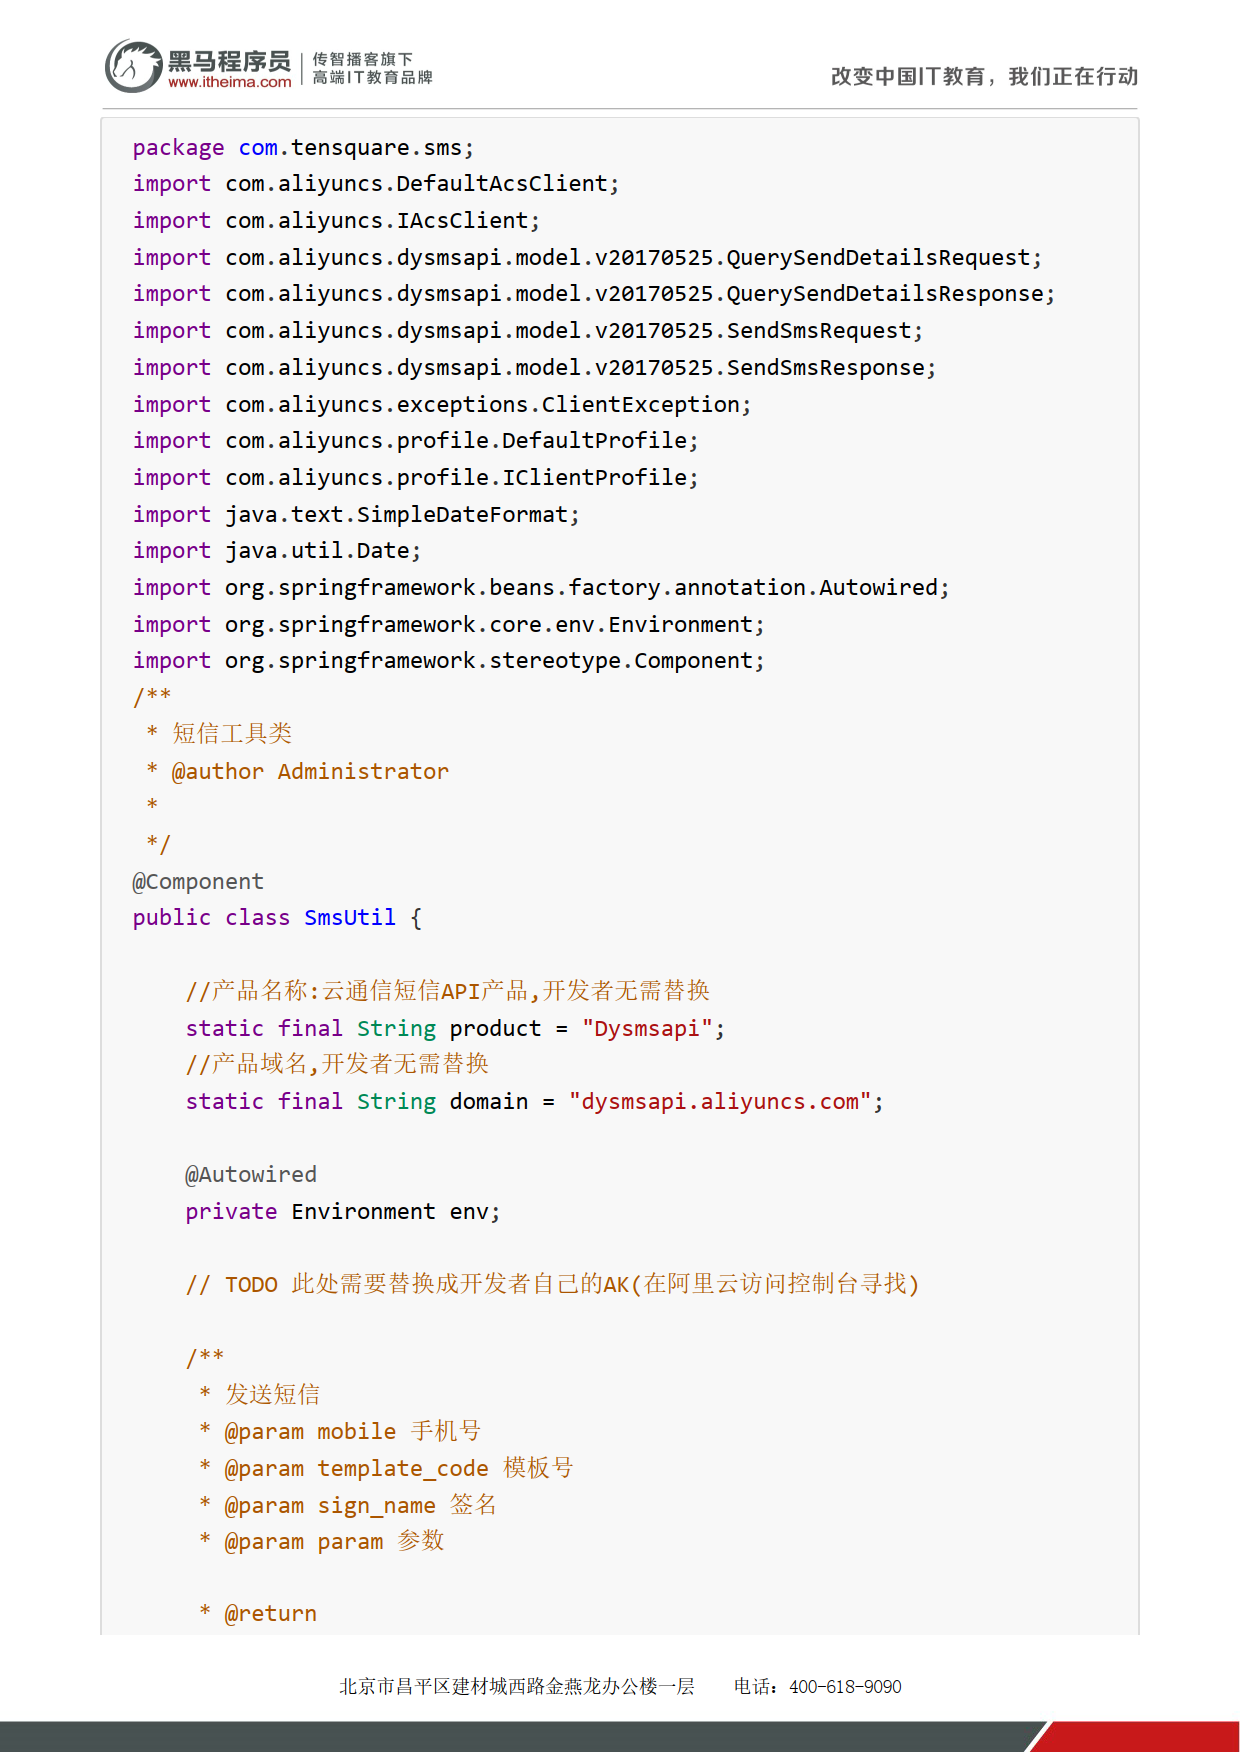 黑马程序员
www.itheima.com
传智播客旗下
高端IT教育品牌
改变中国IT教育，我们正在行动
package com.tensquare.sms;
import com.aliyuncs.DefaultAcsClient;
import com.aliyuncs.IAcsClient;
import com.aliyuncs.dysmsapi.model.v20170525.QuerySendDetailsRequest;
import com.aliyuncs.dysmsapi.model.v20170525.QuerySendDetailsResponse;
import com.aliyuncs.dysmsapi.model.v20170525.SendSmsRequest;
import com.aliyuncs.dysmsapi.model.v20170525.SendSmsResponse;
import com.aliyuncs.exceptions.ClientException;
import com.aliyuncs.profile.DefaultProfile;
import com.aliyuncs.profile.IClientProfile;
import java.text.SimpleDateFormat;
import java.util.Date;
import org.springframework.beans.factory.annotation.Autowired;
import org.springframework.core.env.Environment;
import org.springframework.stereotype.Component;
/**
 * 短信工具类
 * @author Administrator
 *
 */
@Component
public class SmsUtil {
    //产品名称:云通信短信API产品,开发者无需替换
    static final String product = "Dysmsapi";
    //产品域名,开发者无需替换
    static final String domain = "dysmsapi.aliyuncs.com";
    @Autowired
    private Environment env;
    // TODO 此处需要替换成开发者自己的AK(在阿里云访问控制台寻找)
    /**
     * 发送短信
     * @param mobile 手机号
     * @param template_code 模板号
     * @param sign_name 签名
     * @param param 参数
     * @return
北京市昌平区建材城西路金燕龙办公楼一层 电话：400-618-9090